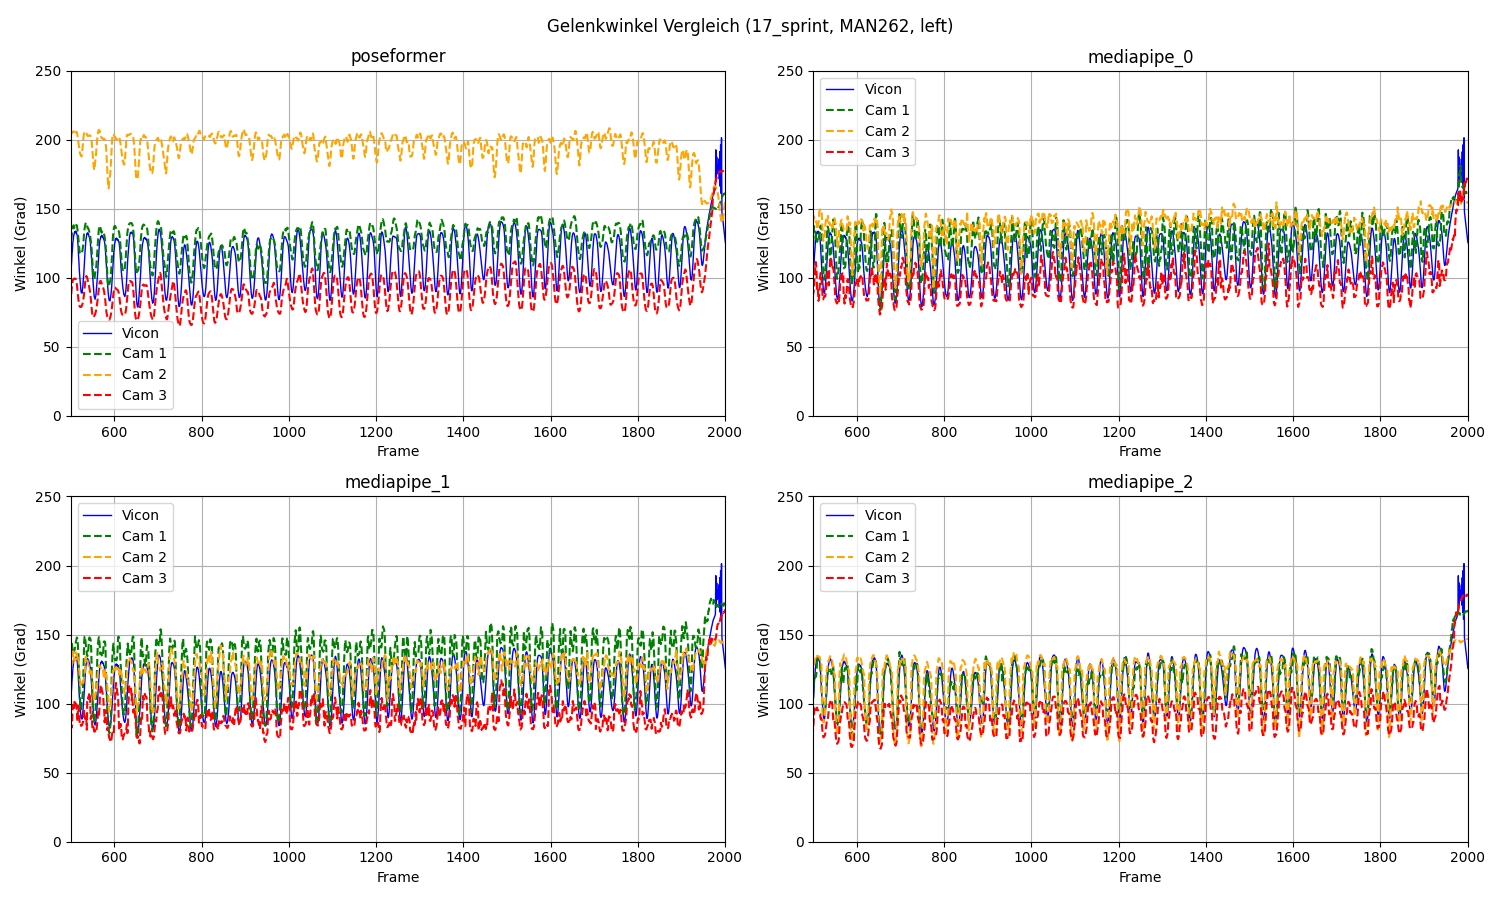 Gelenkwinkel Vergleich (17_sprint, MAN262, left)
poseformer
250
200
150
100
50
0
Winkel (Grad)
Vicon
Cam 1
Cam 2
Cam 3
600 800 1000 1200 1400 1600 1800 2000
Frame
mediapipe_0
250
200
150
100
50
0
Winkel (Grad)
Vicon
Cam 1
Cam 2
Cam 3
600 800 1000 1200 1400 1600 1800 2000
Frame
mediapipe_1
250
200
150
100
50
0
Winkel (Grad)
Vicon
Cam 1
Cam 2
Cam 3
600 800 1000 1200 1400 1600 1800 2000
Frame
mediapipe_2
250
200
150
100
50
0
Winkel (Grad)
Vicon
Cam 1
Cam 2
Cam 3
600 800 1000 1200 1400 1600 1800 2000
Frame